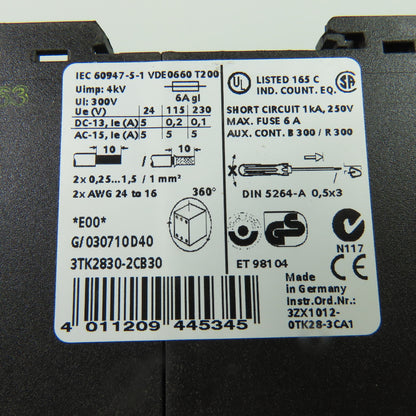 53
IEC 60947-5-1 VDE0660 T200
Uimp: 4kV
Ui: 300V
6A gl
Ue (V) 24 115 230
DC-13, Ie (A) 5 0,2 0,1
AC-15, Ie (A) 5 5 5
10 / 10
2x 0,25...1,5 / 1 mm²
2x AWG 24 to 16
*E00*
360°
G/030710D40
3TK2830-2CB30
4 011209 445345
UL LISTED 165 C
IND. CONT. EQ.
SHORT CIRCUIT 1kA, 250V
MAX. FUSE 6 A
AUX. CONT. B 300 / R 300
X
DIN 5264-A 0,5x3
N117
ET 98104
Made
in Germany
Instr.Ord.Nr.:
3ZX1012-
0TK28-3CA1